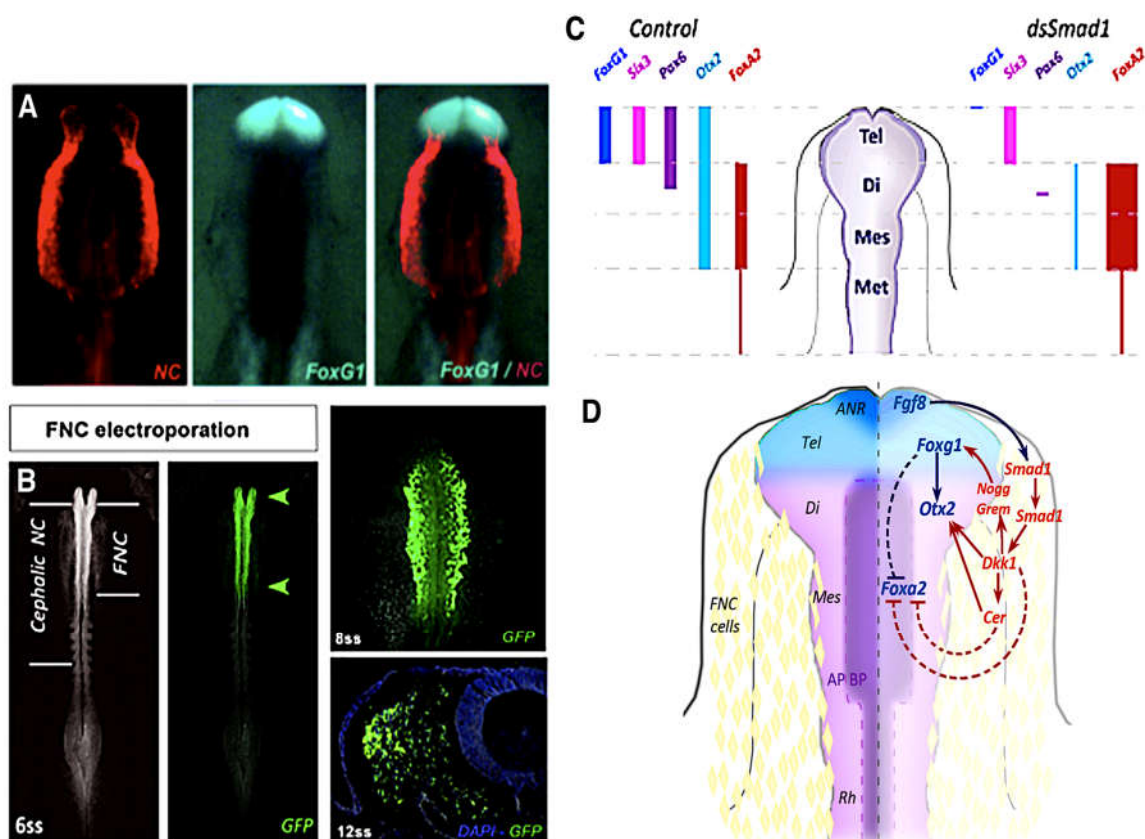 A
NC
FoxG1
FoxG1 / NC
FNC electroporation
B
Cephalic NC
FNC
6ss
GFP
8ss
GFP
12ss
DAPI - GFP
C
Control
dsSmad1
FoxG1
Six3
Pax6
Otx2
FoxA2
FoxG1
Six3
Pax6
Otx2
FoxA2
Tel
Di
Mes
Met
D
ANR
Fgf8
Tel
Foxg1
Smad1
Nogg
Grem
Di
Otx2
Smad1
Dkk1
Foxa2
Mes
FNC
cells
Cer
AP
BP
Rh